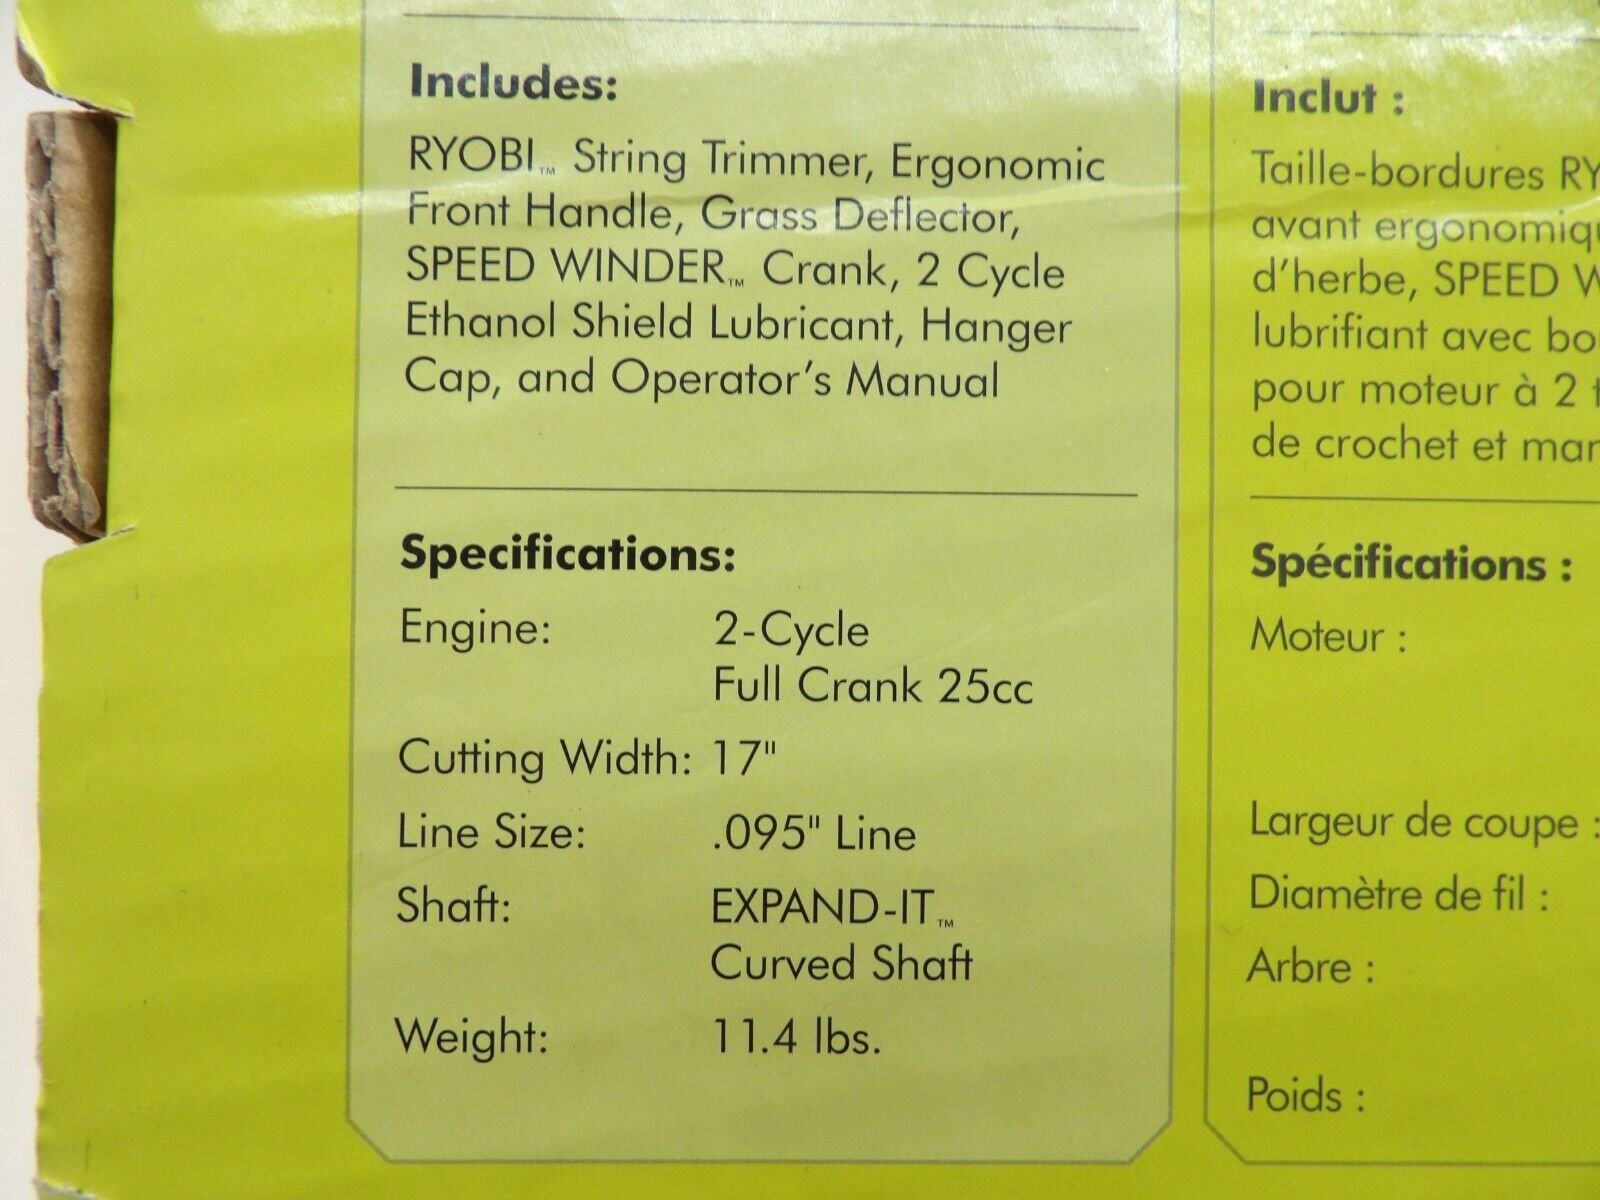 Includes:
RYOBI™ String Trimmer, Ergonomic
Front Handle, Grass Deflector,
SPEED WINDER™ Crank, 2 Cycle
Ethanol Shield Lubricant, Hanger
Cap, and Operator's Manual
Specifications:
Engine: 2-Cycle
Full Crank 25cc
Cutting Width: 17"
Line Size: .095" Line
Shaft: EXPAND-IT™
Curved Shaft
Weight: 11.4 lbs.
Inclut :
Taille-bordures
avant
d'herbe, SPEED
lubrifiant avec
pour moteur à 2
de crochet et
Spécifications :
Moteur :
Largeur de coupe :
Diamètre de fil :
Arbre :
Poids :